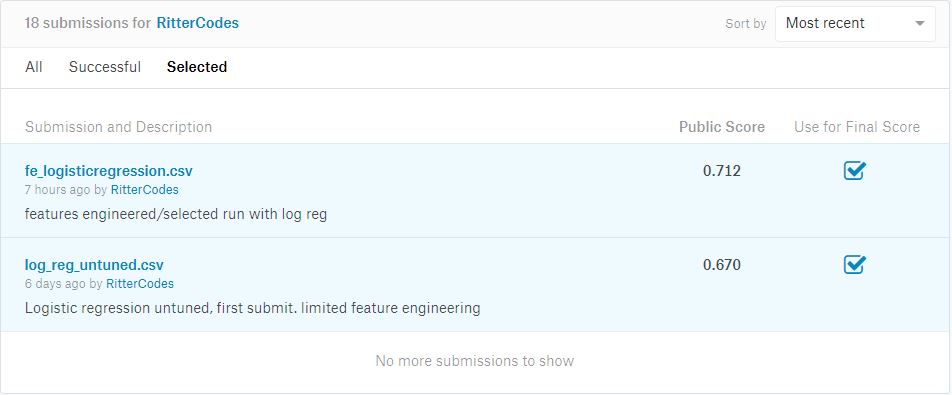 18 submissions for RitterCodes
Sort by Most recent
All Successful Selected
Submission and Description Public Score Use for Final Score
fe_logisticregression.csv 0.712
7 hours ago by RitterCodes
features engineered/selected run with log reg
log_reg_untuned.csv 0.670
6 days ago by RitterCodes
Logistic regression untuned, first submit. limited feature engineering
No more submissions to show